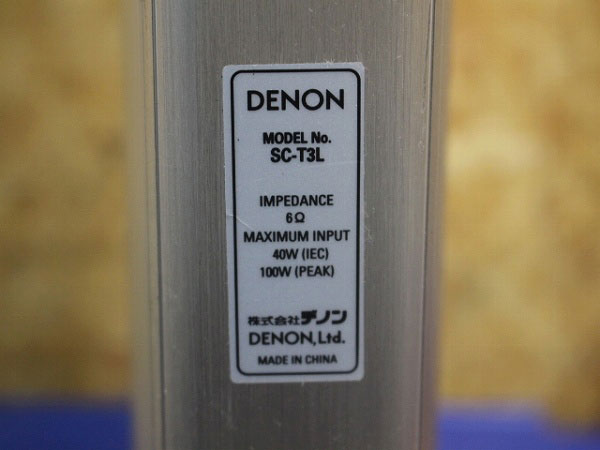 DENON
MODEL No.
SC-T3L
IMPEDANCE
6Ω
MAXIMUM INPUT
40W (IEC)
100W (PEAK)
株式会社デノン
DENON,Ltd.
MADE IN CHINA